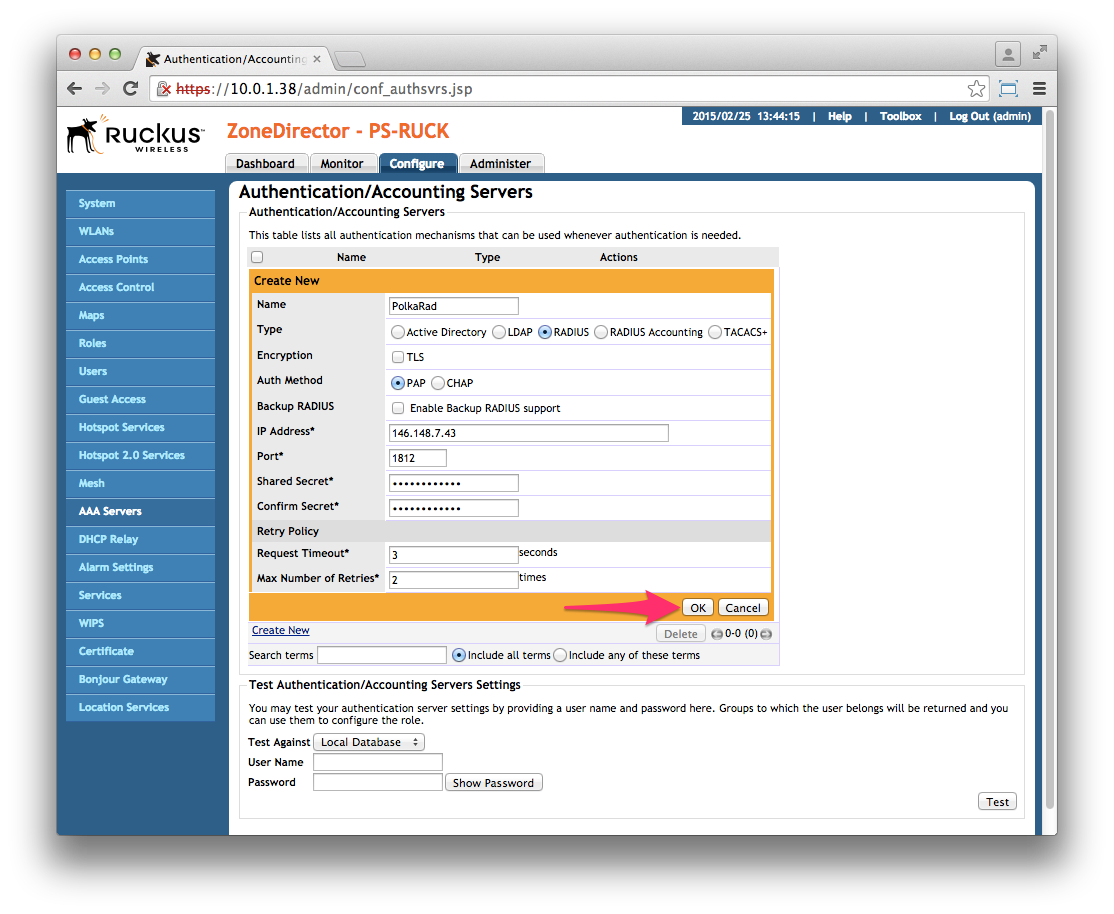 Authentication/Accounting
https://10.0.1.38/admin/conf_authsvrs.jsp
RUCKUS WIRELESS
ZoneDirector - PS-RUCK
2015/02/25 13:44:15 | Help | Toolbox | Log Out (admin)
Dashboard Monitor Configure Administer
System
WLANs
Access Points
Access Control
Maps
Roles
Users
Guest Access
Hotspot Services
Hotspot 2.0 Services
Mesh
AAA Servers
DHCP Relay
Alarm Settings
Services
WIPS
Certificate
Bonjour Gateway
Location Services
Authentication/Accounting Servers
Authentication/Accounting Servers
This table lists all authentication mechanisms that can be used whenever authentication is needed.
Name Type Actions
Create New
Name PolkaRad
Type Active Directory LDAP RADIUS RADIUS Accounting TACACS+
Encryption TLS
Auth Method PAP CHAP
Backup RADIUS Enable Backup RADIUS support
IP Address* 146.148.7.43
Port* 1812
Shared Secret* ••••••••••••
Confirm Secret* ••••••••••••
Retry Policy
Request Timeout* 3 seconds
Max Number of Retries* 2 times
OK Cancel
Create New Delete 0-0 (0)
Search terms Include all terms Include any of these terms
Test Authentication/Accounting Servers Settings
You may test your authentication server settings by providing a user name and password here. Groups to which the user belongs will be returned and you
can use them to configure the role.
Test Against Local Database
User Name
Password Show Password
Test